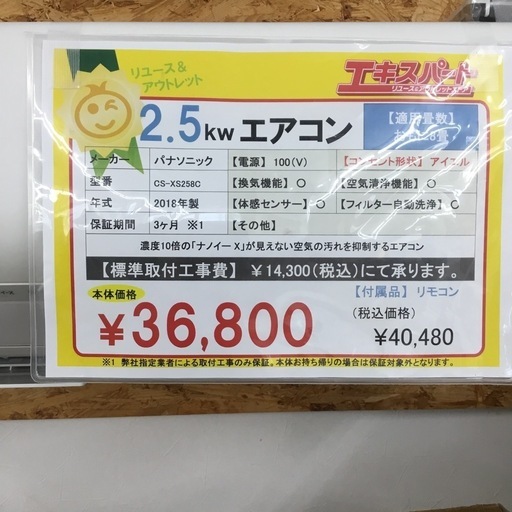 リユース&
アウトレット
エキスパート
2.5kw エアコン
【適用畳数】
メーカー パナソニック 【電源】 100(V) 【コンセント形状】 アイエル
型番 CS-XS258C 【換気機能】 〇 【空気清浄機能】 〇
年式 2018年製 【体感センサー】 〇 【フィルター自動洗浄】 〇
保証期間 3ヶ月 ※1 【その他】
濃度10倍の「ナノイーX」が見えない空気の汚れを抑制するエアコン
【標準取付工事費】 ¥14,300(税込)にて承ります。
本体価格
【付属品】 リモコン
¥36,800
(税込価格)
¥40,480
※1 弊社指定業者による取付工事のみ保証。本体お持ち帰りの場合は保証対象外となります。